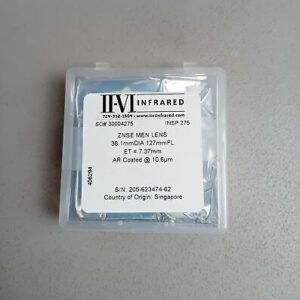 II-VI INFRARED
724-352-1504 · www.iiviinfrared.com
SO# 30004275 INSP 275
ZNSE MEN LENS
38.1mmDIA 127mmFL
ET = 7.37mm
AR Coated @ 10.6µm
406294
S/N: 205-623474-62
Country of Origin: Singapore